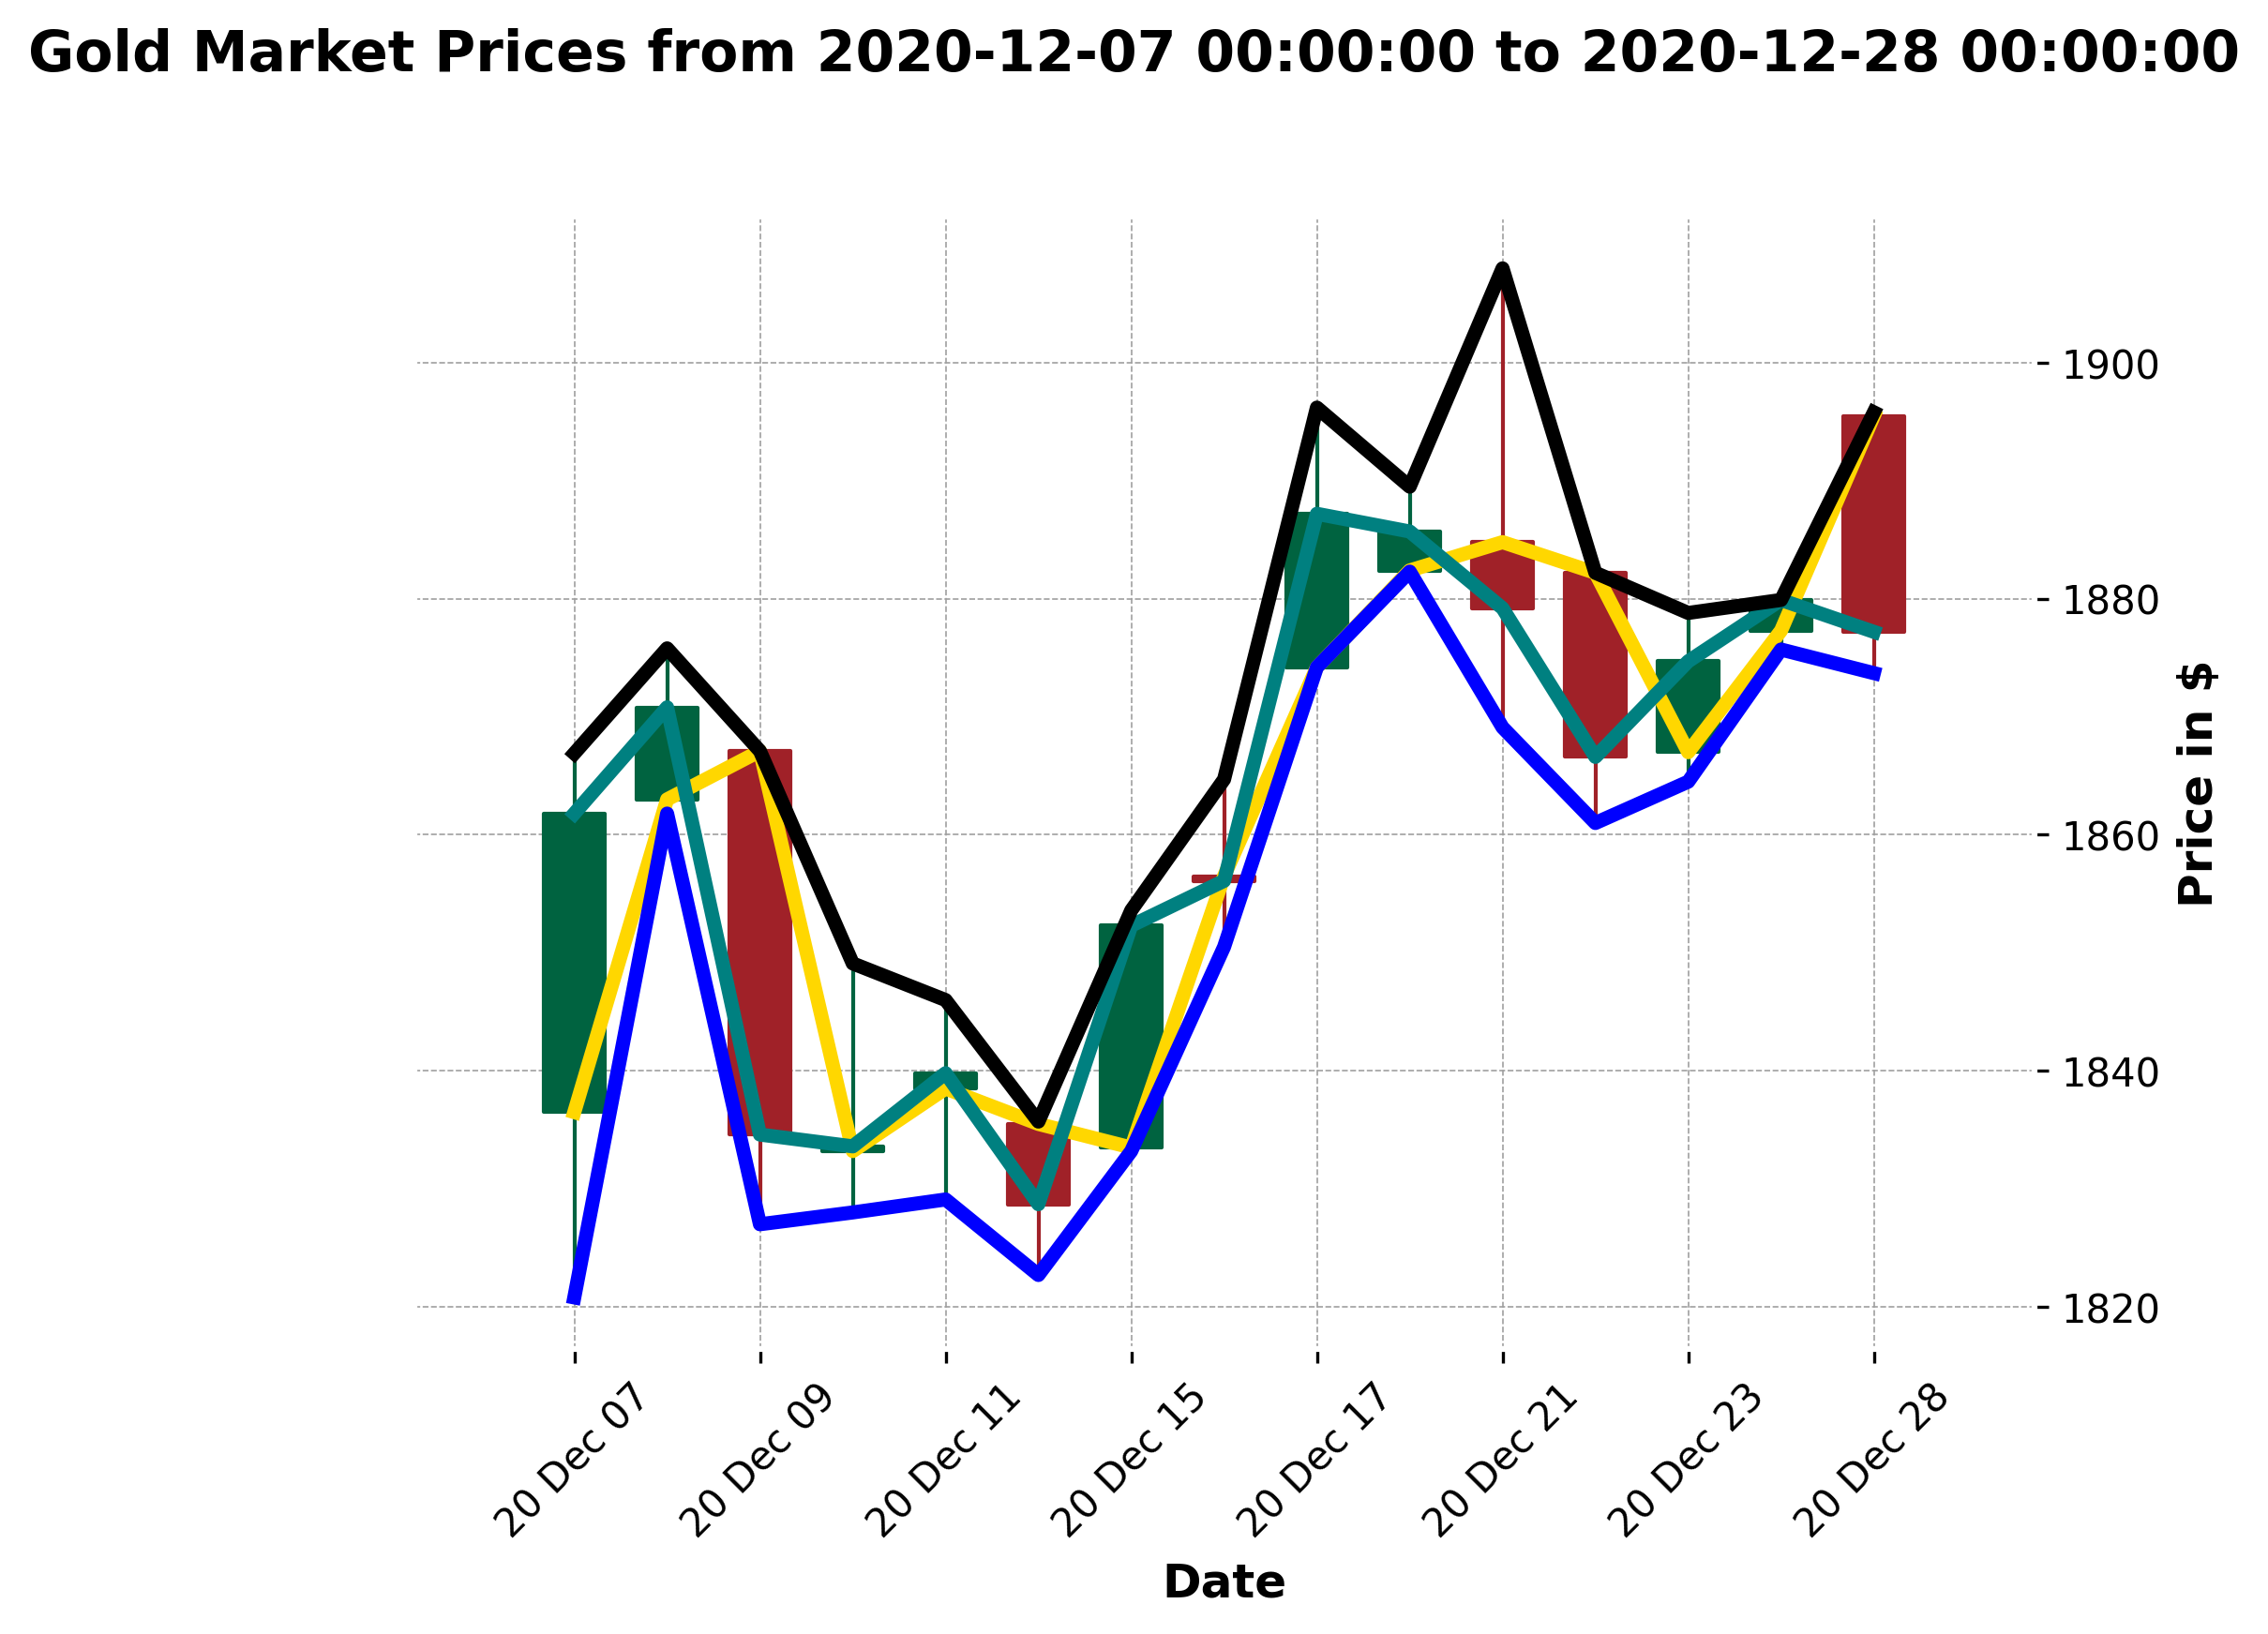 Gold Market Prices from 2020-12-07 00:00:00 to 2020-12-28 00:00:00
1900
1880
1860
1840
1820
Price in $
20 Dec 07
20 Dec 09
20 Dec 11
20 Dec 15
20 Dec 17
20 Dec 21
20 Dec 23
20 Dec 28
Date